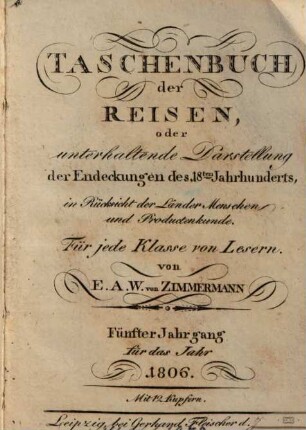 TASCHENBUCH
der
REISEN,
oder
unterhaltende Darstellung
der Endeckungen des 18ten Jahrhunderts,
in Rücksicht der Länder Menschen
und Productenkunde.
Für jede Klasse von Lesern.
von
E. A. W. von ZIMMERMANN
Fünfter Jahrgang
für das Jahr
1806.
Mit 12 Kupfern.
Leipzig, bei Gerhard Fleischer d. J